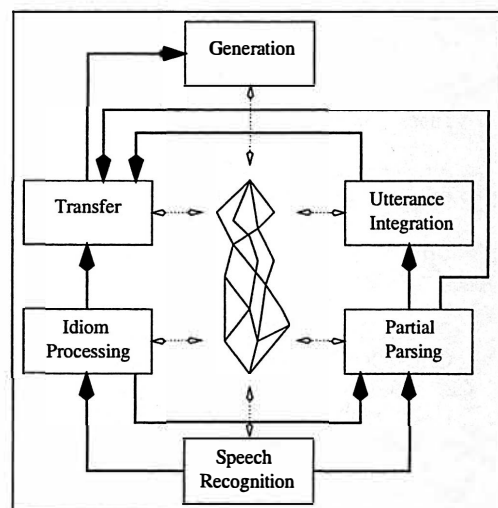 Generation
Transfer
Utterance
Integration
Idiom
Processing
Partial
Parsing
Speech
Recognition